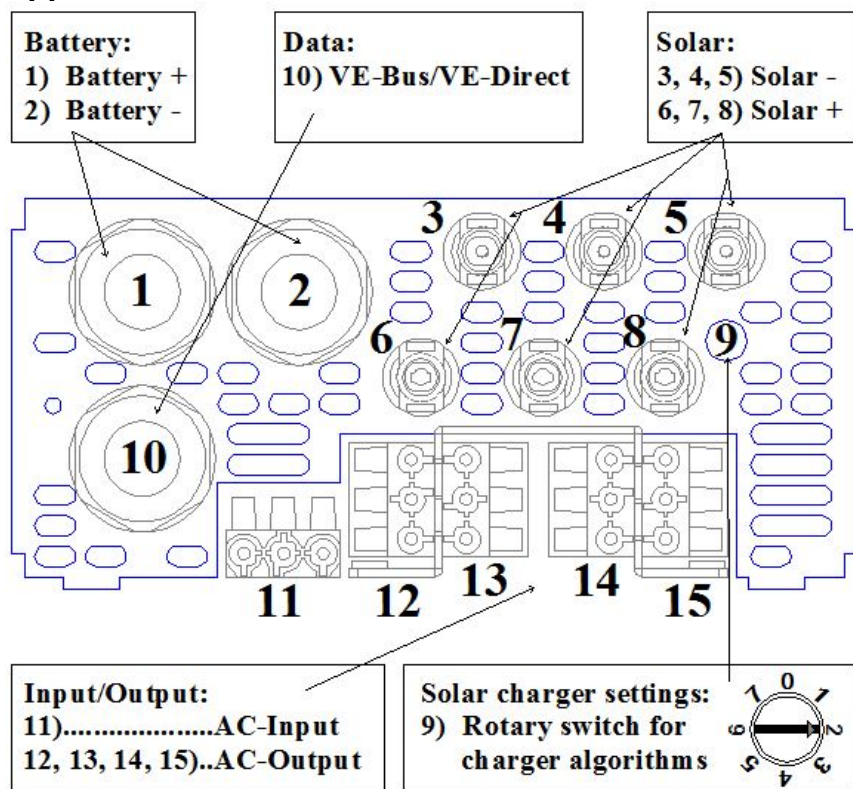 Battery:
1) Battery +
2) Battery -
Data:
10) VE-Bus/VE-Direct
Solar:
3, 4, 5) Solar -
6, 7, 8) Solar +
3 4 5
1 2
6 7 8 9
10
11 12 13 14 15
Input/Output:
11).....................AC-Input
12, 13, 14, 15)..AC-Output
Solar charger settings:
9) Rotary switch for
charger algorithms
0 1 2 3 4 5 6 7